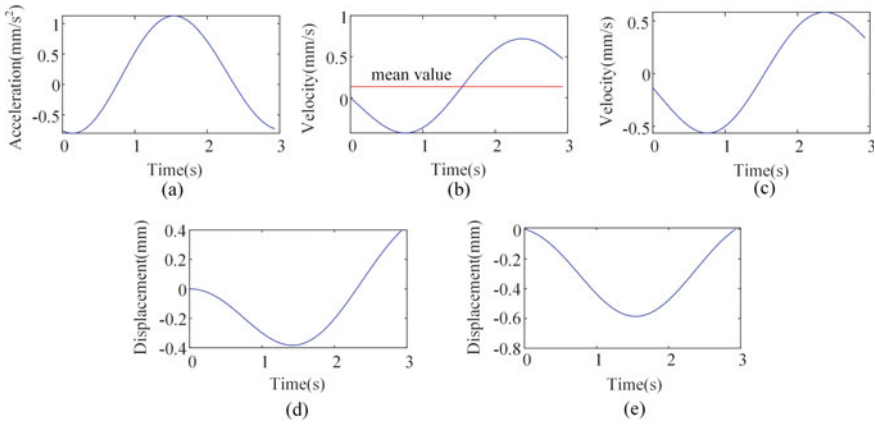 Acceleration(mm/s²)
1
0.5
0
-0.5
0
1
2
3
Time(s)
(a)
Velocity(mm/s)
1
0.5
0
mean value
0
1
2
3
Time(s)
(b)
Velocity(mm/s)
0.5
0
-0.5
0
1
2
3
Time(s)
(c)
Displacement(mm)
0.4
0.2
0
-0.2
-0.4
0
1
2
3
Time(s)
(d)
Displacement(mm)
0
-0.2
-0.4
-0.6
-0.8
0
1
2
3
Time(s)
(e)